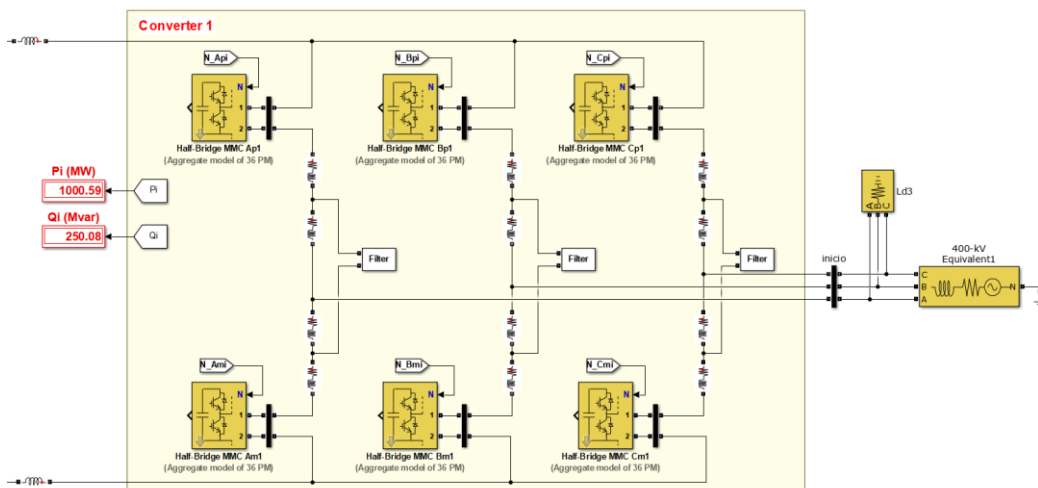 Converter 1
N_Api
N_Bpi
N_Cpi
N
1
2
N
1
2
N
1
2
Half-Bridge MMC Ap1
(Aggregate model of 36 PM)
Half-Bridge MMC Bp1
(Aggregate model of 36 PM)
Half-Bridge MMC Cp1
(Aggregate model of 36 PM)
Pi (MW)
1000.59
Pi
Qi (Mvar)
250.08
Qi
Filter
Filter
Filter
A
B
C
Ld3
inicio
400-kV
Equivalent1
C
B
A
N
N_Ami
N_Bmi
N_Cmi
N
1
2
N
1
2
N
1
2
Half-Bridge MMC Am1
(Aggregate model of 36 PM)
Half-Bridge MMC Bm1
(Aggregate model of 36 PM)
Half-Bridge MMC Cm1
(Aggregate model of 36 PM)